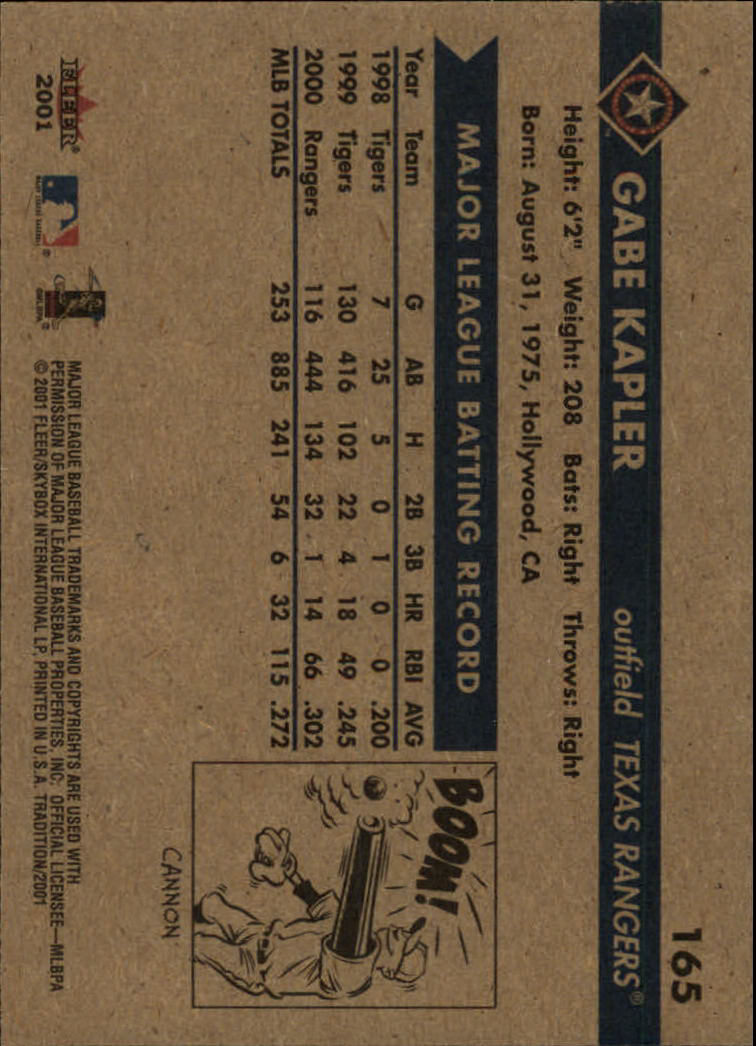 165
GABE KAPLER outfield TEXAS RANGERS®
Height: 6'2" Weight: 208 Bats: Right Throws: Right
Born: August 31, 1975, Hollywood, CA
MAJOR LEAGUE BATTING RECORD
Year Team G AB H 2B 3B HR RBI AVG
1998 Tigers 7 25 5 0 1 0 0 .200
1999 Tigers 130 416 102 22 4 18 49 .245
2000 Rangers 116 444 134 32 1 14 66 .302
MLB TOTALS 253 885 241 54 6 32 115 .272
BOOM!
CANNON
FLEER®
2001
MAJOR LEAGUE BASEBALL TRADEMARKS AND COPYRIGHTS ARE USED WITH
PERMISSION OF MAJOR LEAGUE BASEBALL PROPERTIES, INC. OFFICIAL LICENSEE—MLBPA
© 2001 FLEER/SKYBOX INTERNATIONAL LP, PRINTED IN U.S.A. TRADITION/2001